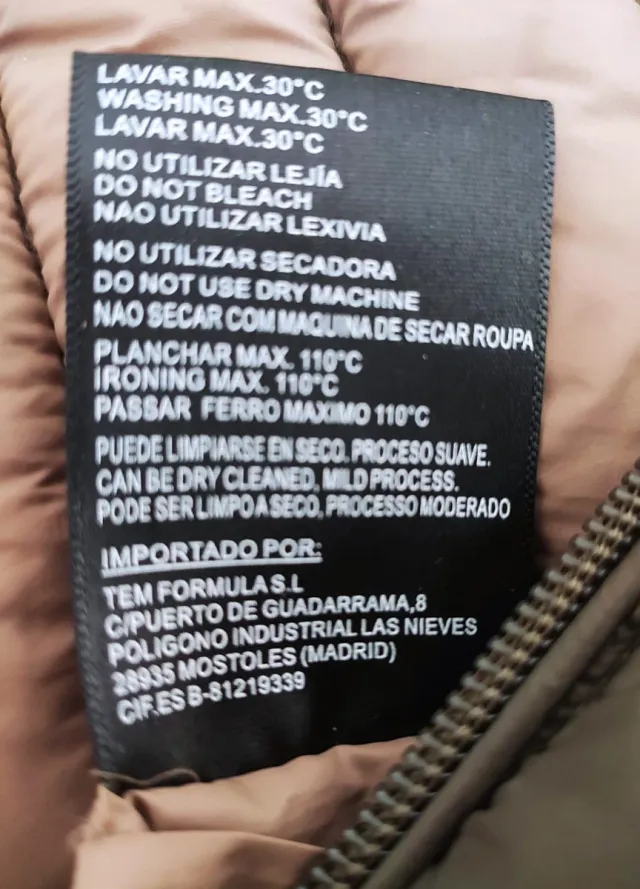 LAVAR MAX.30°C
WASHING MAX.30°C
LAVAR MAX.30°C
NO UTILIZAR LEJÍA
DO NOT BLEACH
NAO UTILIZAR LEXIVIA
NO UTILIZAR SECADORA
DO NOT USE DRY MACHINE
NAO SECAR COM MAQUINA DE SECAR ROUPA
PLANCHAR MAX. 110°C
IRONING MAX. 110°C
PASSAR FERRO MAXIMO 110°C
PUEDE LIMPIARSE EN SECO. PROCESO SUAVE.
CAN BE DRY CLEANED, MILD PROCESS.
PODE SER LIMPO A SECO, PROCESSO MODERADO
IMPORTADO POR:
TEM FORMULA S.L
C/PUERTO DE GUADARRAMA,8
POLIGONO INDUSTRIAL LAS NIEVES
28935 MOSTOLES (MADRID)
CIF.ES B-81219339